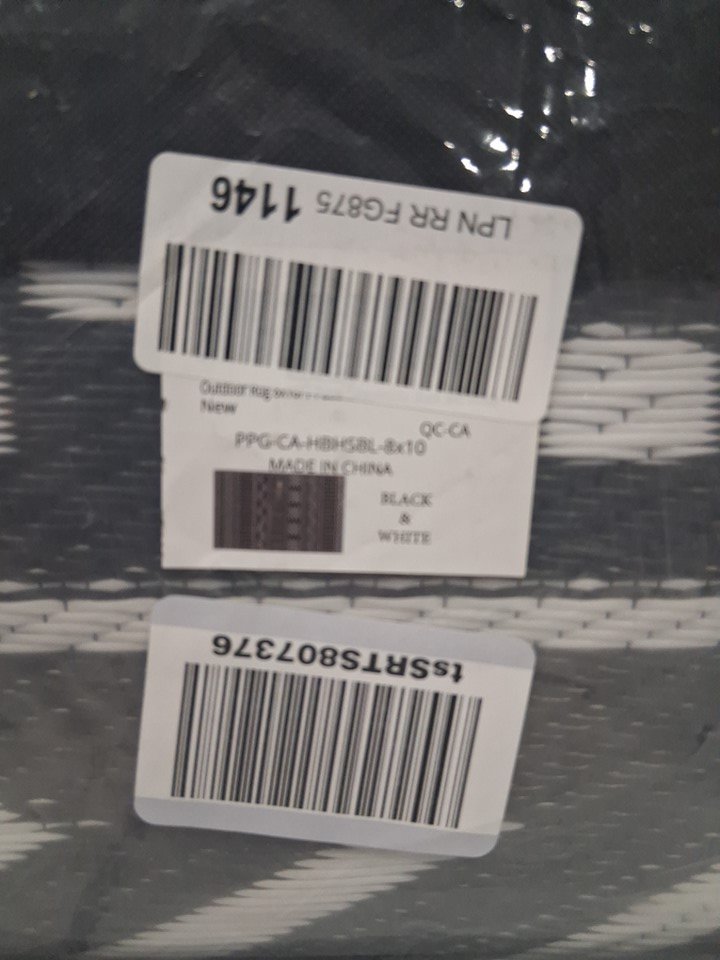 LPN RR FG875 1146
Outdoor Rug
New
QC-CA
PPG-CA-HBHSBL-8x10
MADE IN CHINA
BLACK
&
WHITE
tsSRTS807376